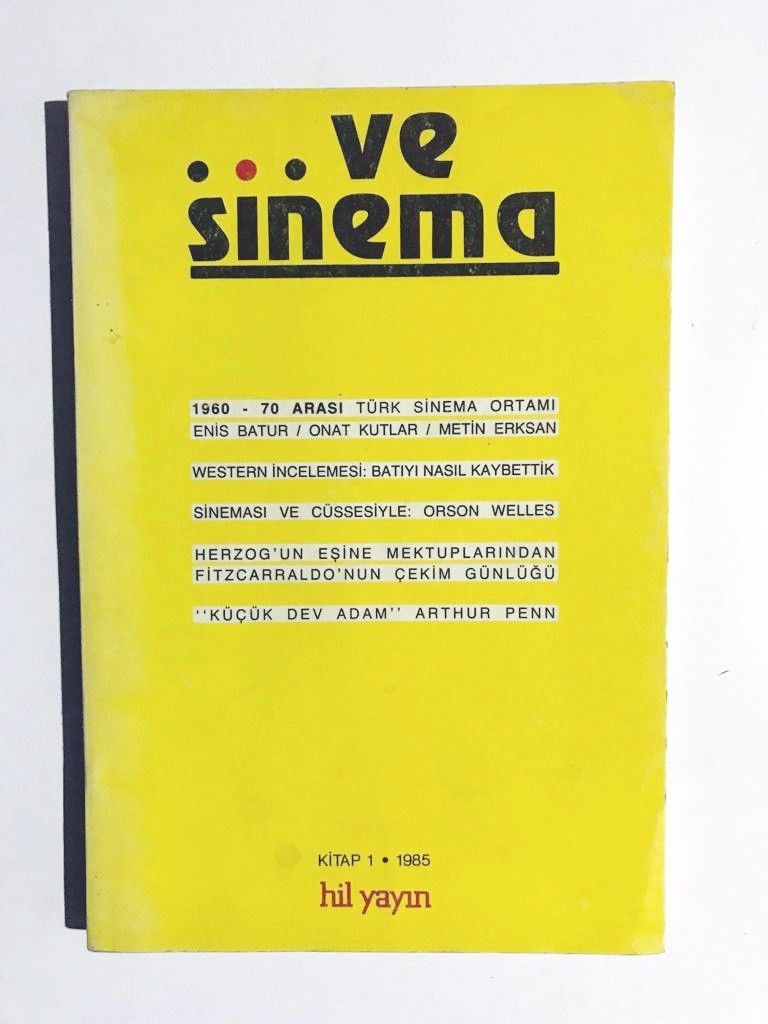 ...ve
sinema
1960 - 70 ARASI TÜRK SİNEMA ORTAMI
ENİS BATUR / ONAT KUTLAR / METİN ERKSAN
WESTERN İNCELEMESİ: BATIYI NASIL KAYBETTİK
SİNEMASI VE CÜSSESİYLE: ORSON WELLES
HERZOG'UN EŞİNE MEKTUPLARINDAN
FİTZCARRALDO'NUN ÇEKİM GÜNLÜĞÜ
''KÜÇÜK DEV ADAM'' ARTHUR PENN
KİTAP 1 • 1985
hil yayın